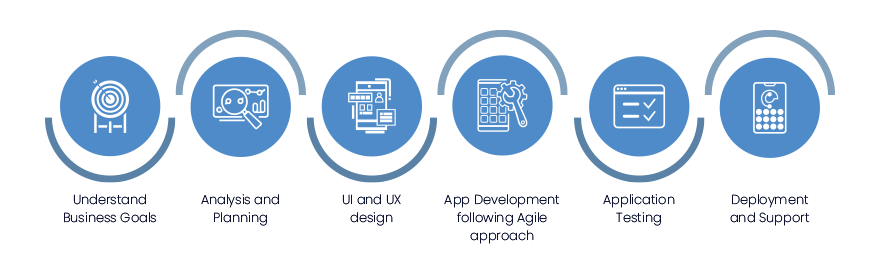 Understand
Business Goals
Analysis and
Planning
UI and UX
design
App Development
following Agile
approach
Application
Testing
Deployment
and Support